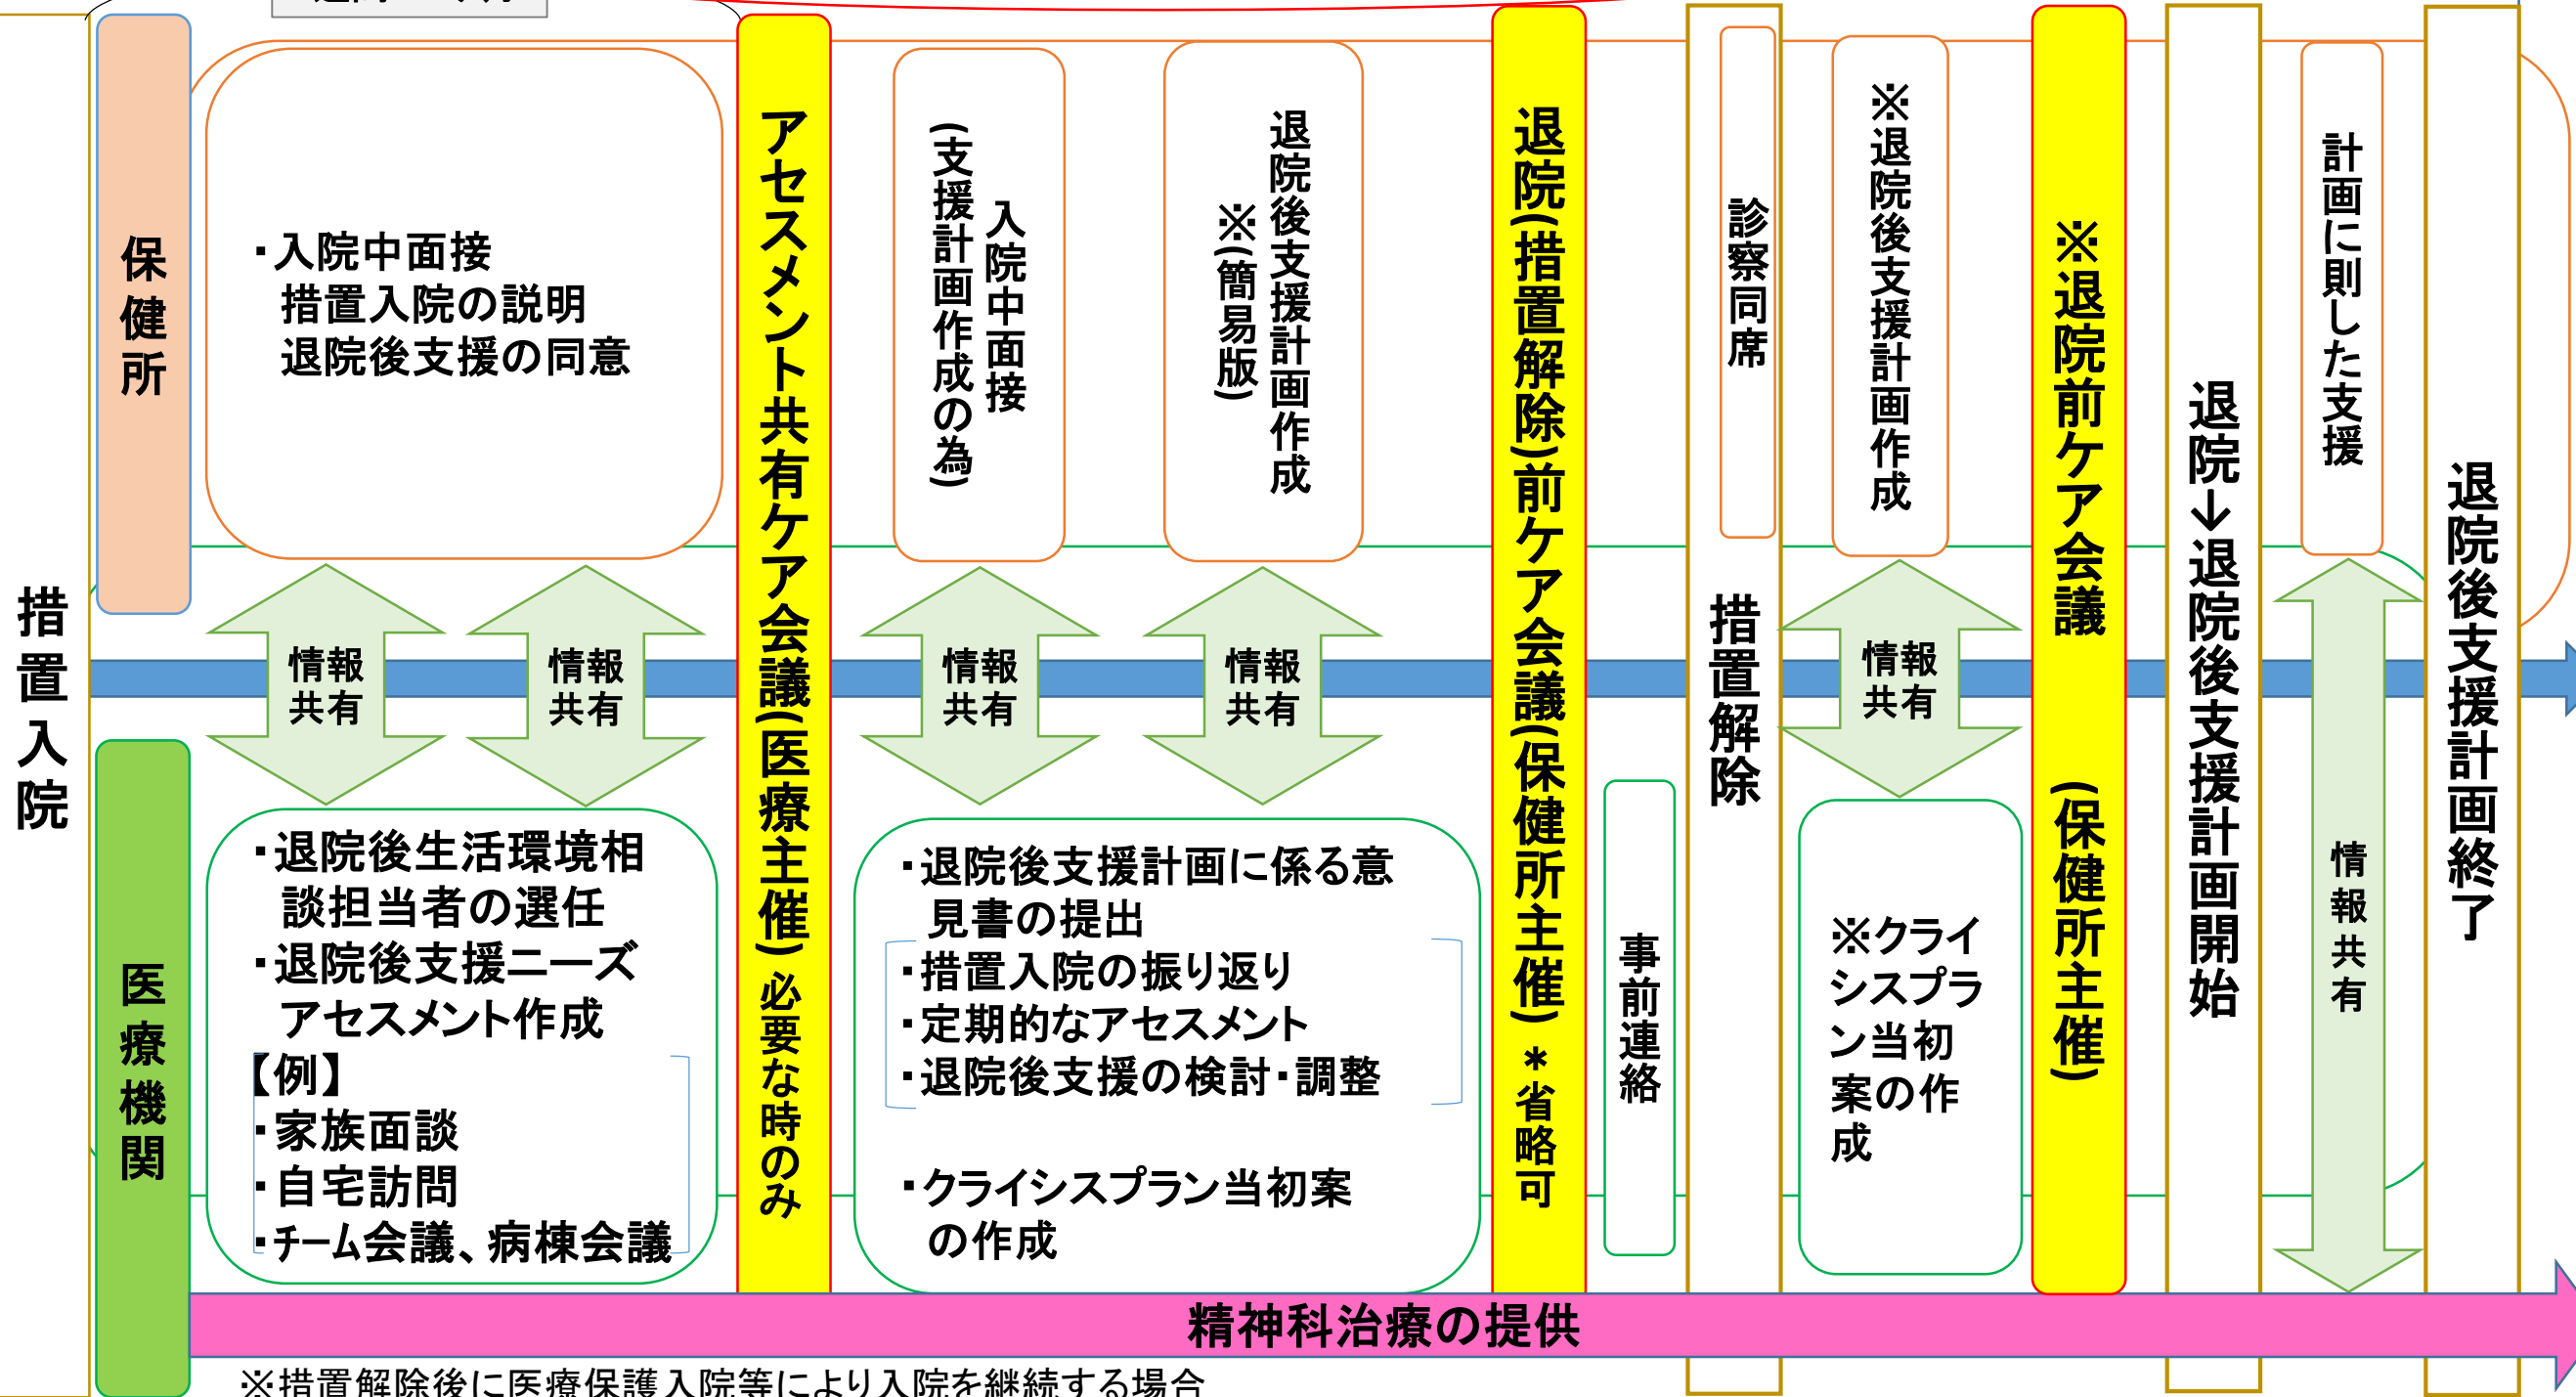 措置入院
保健所
・入院中面接
措置入院の説明
退院後支援の同意
情報
共有
情報
共有
医療機関
・退院後生活環境相
談担当者の選任
・退院後支援ニーズ
アセスメント作成
【例】
・家族面談
・自宅訪問
・チーム会議、病棟会議
アセスメント共有ケア会議(医療主催) 必要な時のみ
入院中面接
(支援計画作成の為)
退院後支援計画作成
※(簡易版)
情報
共有
情報
共有
・退院後支援計画に係る意
見書の提出
・措置入院の振り返り
・定期的なアセスメント
・退院後支援の検討・調整
・クライシスプラン当初案
の作成
退院(措置解除)前ケア会議(保健所主催) *省略可
事前連絡
診察同席
措置解除
※退院後支援計画作成
情報
共有
※クライ
シスプラ
ン当初
案の作
成
※退院前ケア会議 (保健所主催)
退院→退院後支援計画開始
計画に則した支援
情報共有
退院後支援計画終了
精神科治療の提供
※措置解除後に医療保護入院等により入院を継続する場合